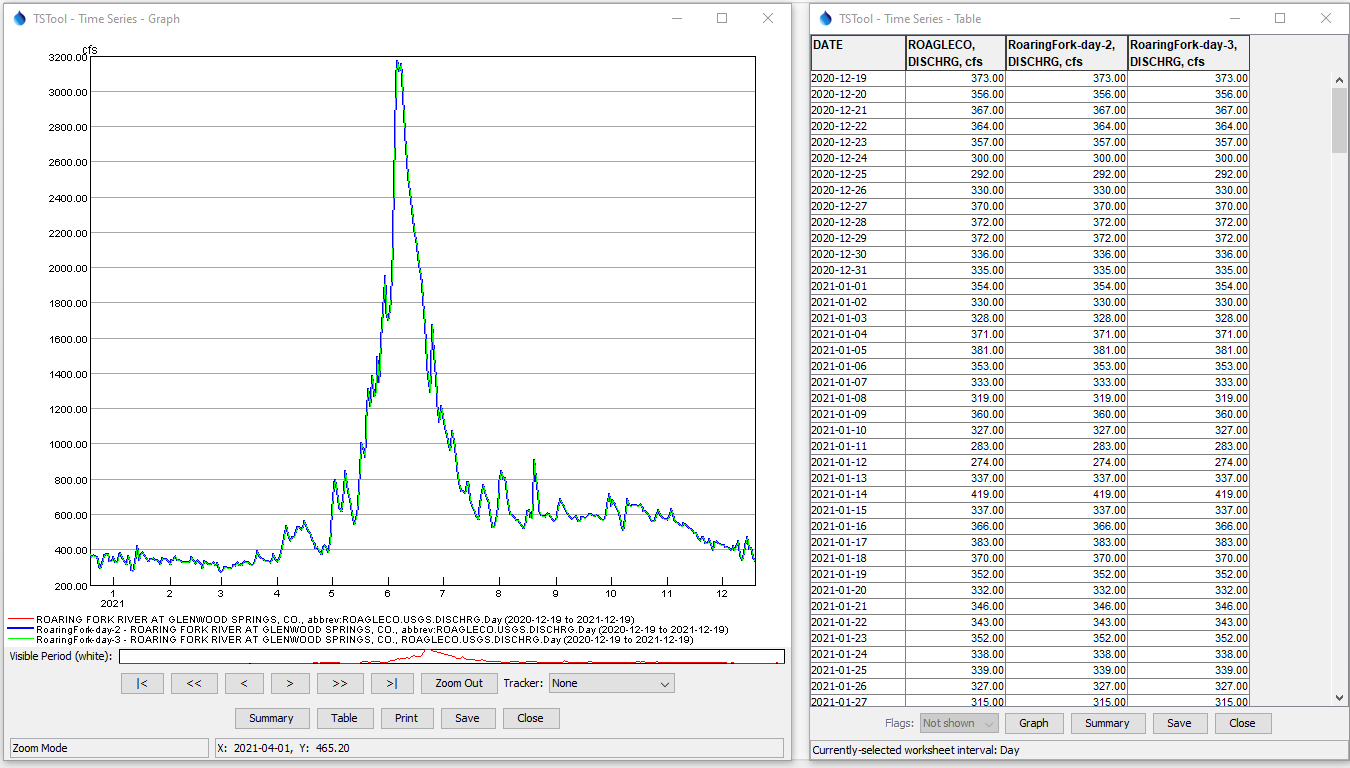 TSTool - Time Series - Graph
cfs
3200.00
3000.00
2800.00
2600.00
2400.00
2200.00
2000.00
1800.00
1600.00
1400.00
1200.00
1000.00
800.00
600.00
400.00
200.00
1 2 3 4 5 6 7 8 9 10 11 12
2021
ROARING FORK RIVER AT GLENWOOD SPRINGS, CO., abbrev:ROAGLECO.USGS.DISCHRG.Day (2020-12-19 to 2021-12-19)
RoaringFork-day-2 - ROARING FORK RIVER AT GLENWOOD SPRINGS, CO., abbrev:ROAGLECO.USGS.DISCHRG.Day (2020-12-19 to 2021-12-19)
RoaringFork-day-3 - ROARING FORK RIVER AT GLENWOOD SPRINGS, CO., ROAGLECO.USGS.DISCHRG.Day (2020-12-19 to 2021-12-19)
Visible Period (white):
|< << < > >> >| Zoom Out Tracker: None
Summary Table Print Save Close
Zoom Mode X: 2021-04-01, Y: 465.20
TSTool - Time Series - Table
DATE ROAGLECO, RoaringFork-day-2, RoaringFork-day-3,
DISCHRG, cfs DISCHRG, cfs DISCHRG, cfs
2020-12-19 373.00 373.00 373.00
2020-12-20 356.00 356.00 356.00
2020-12-21 367.00 367.00 367.00
2020-12-22 364.00 364.00 364.00
2020-12-23 357.00 357.00 357.00
2020-12-24 300.00 300.00 300.00
2020-12-25 292.00 292.00 292.00
2020-12-26 330.00 330.00 330.00
2020-12-27 370.00 370.00 370.00
2020-12-28 372.00 372.00 372.00
2020-12-29 372.00 372.00 372.00
2020-12-30 336.00 336.00 336.00
2020-12-31 335.00 335.00 335.00
2021-01-01 354.00 354.00 354.00
2021-01-02 330.00 330.00 330.00
2021-01-03 328.00 328.00 328.00
2021-01-04 371.00 371.00 371.00
2021-01-05 381.00 381.00 381.00
2021-01-06 353.00 353.00 353.00
2021-01-07 333.00 333.00 333.00
2021-01-08 319.00 319.00 319.00
2021-01-09 360.00 360.00 360.00
2021-01-10 327.00 327.00 327.00
2021-01-11 283.00 283.00 283.00
2021-01-12 274.00 274.00 274.00
2021-01-13 337.00 337.00 337.00
2021-01-14 419.00 419.00 419.00
2021-01-15 337.00 337.00 337.00
2021-01-16 366.00 366.00 366.00
2021-01-17 383.00 383.00 383.00
2021-01-18 370.00 370.00 370.00
2021-01-19 352.00 352.00 352.00
2021-01-20 332.00 332.00 332.00
2021-01-21 346.00 346.00 346.00
2021-01-22 343.00 343.00 343.00
2021-01-23 352.00 352.00 352.00
2021-01-24 338.00 338.00 338.00
2021-01-25 339.00 339.00 339.00
2021-01-26 327.00 327.00 327.00
2021-01-27 315.00 315.00 315.00
Flags: Not shown Graph Summary Save Close
Currently-selected worksheet interval: Day